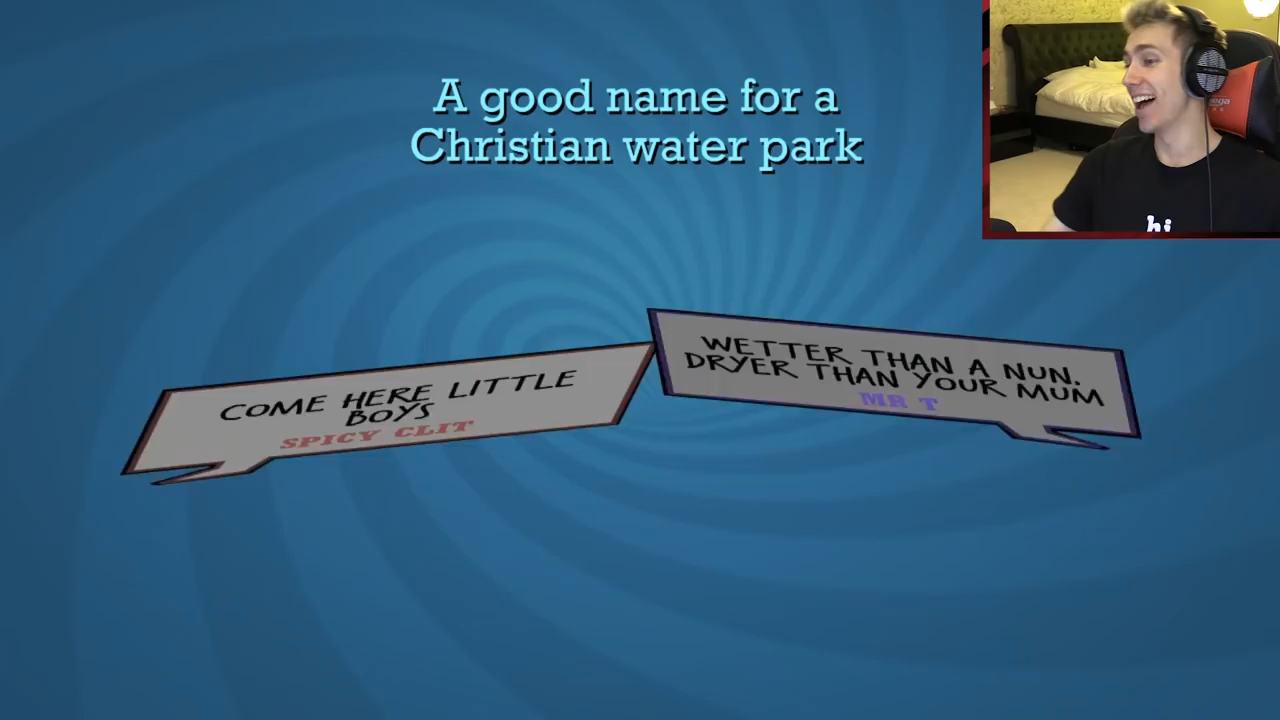 A good name for a
Christian water park
COME HERE LITTLE
BOYS
SPICY CLIT
WETTER THAN A NUN.
DRYER THAN YOUR MUM
MR T
hi